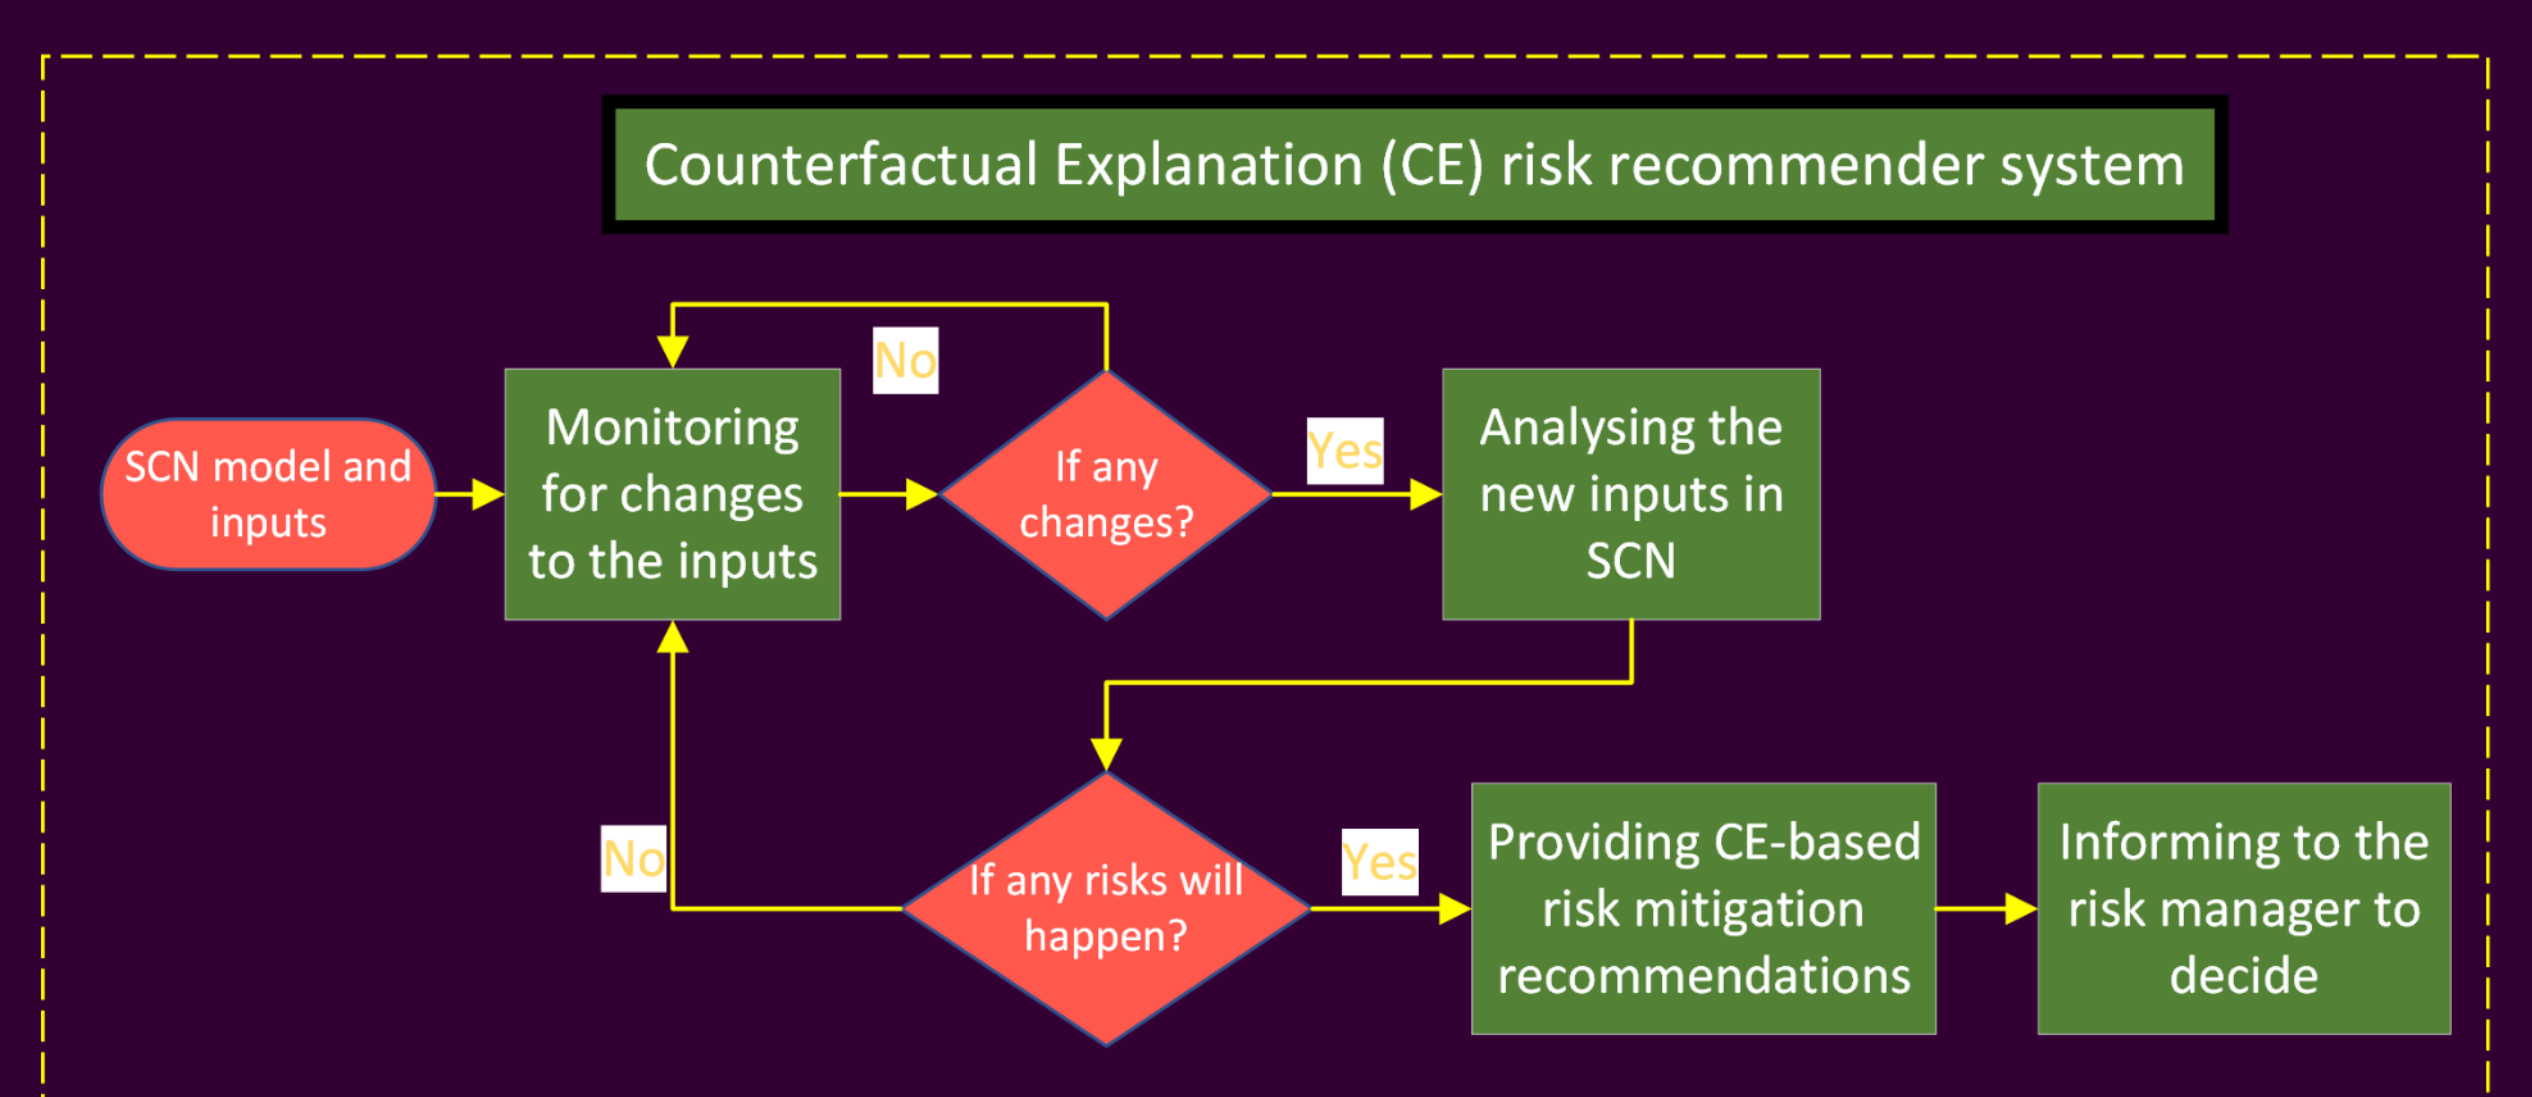 Counterfactual Explanation (CE) risk recommender system
No
SCN model and
inputs
Monitoring
for changes
to the inputs
If any
changes?
Yes
Analysing the
new inputs in
SCN
No
If any risks will
happen?
Yes
Providing CE-based
risk mitigation
recommendations
Informing to the
risk manager to
decide